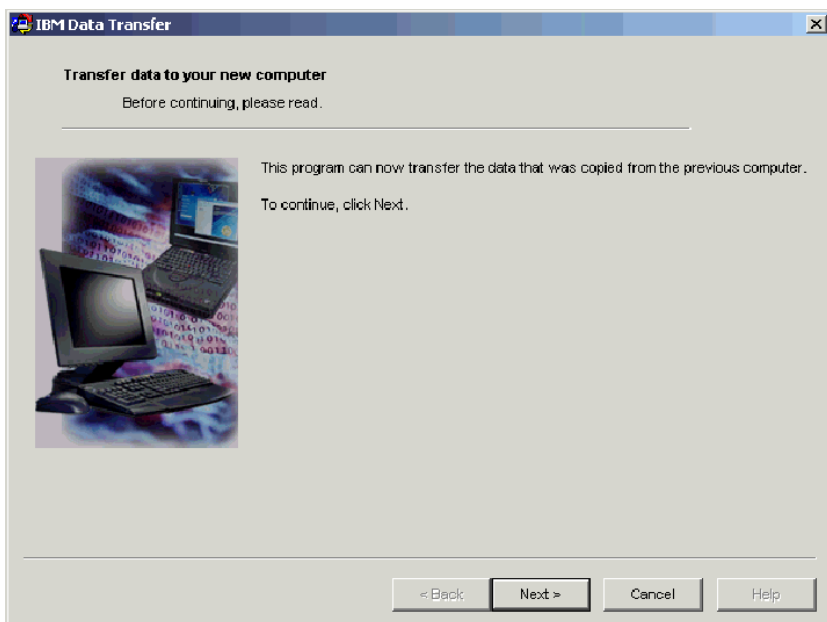 IBM Data Transfer
Transfer data to your new computer
Before continuing, please read.
This program can now transfer the data that was copied from the previous computer.
To continue, click Next.
< Back
Next >
Cancel
Help